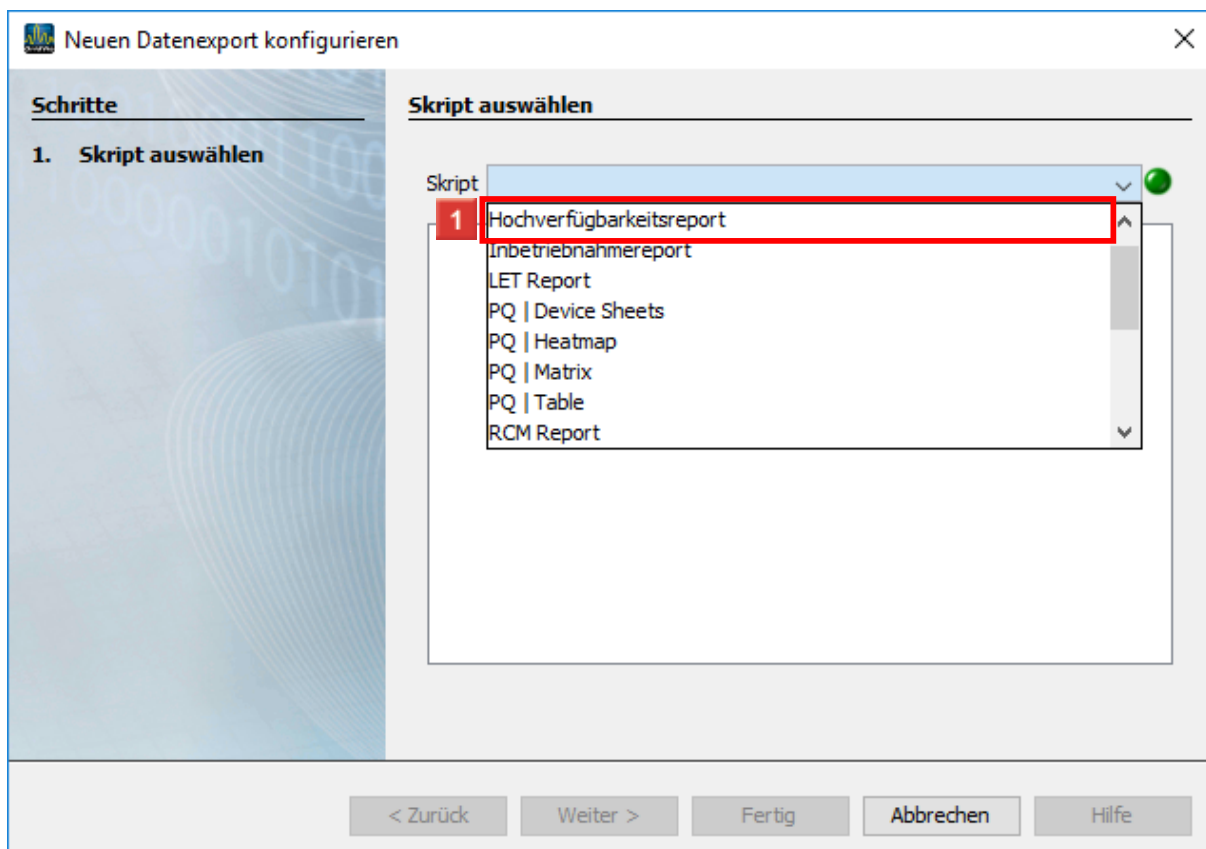 Neuen Datenexport konfigurieren
Schritte
1. Skript auswählen
Skript auswählen
Skript
1
Hochverfügbarkeitsreport
Inbetriebnahmereport
LET Report
PQ | Device Sheets
PQ | Heatmap
PQ | Matrix
PQ | Table
RCM Report
< Zurück
Weiter >
Fertig
Abbrechen
Hilfe